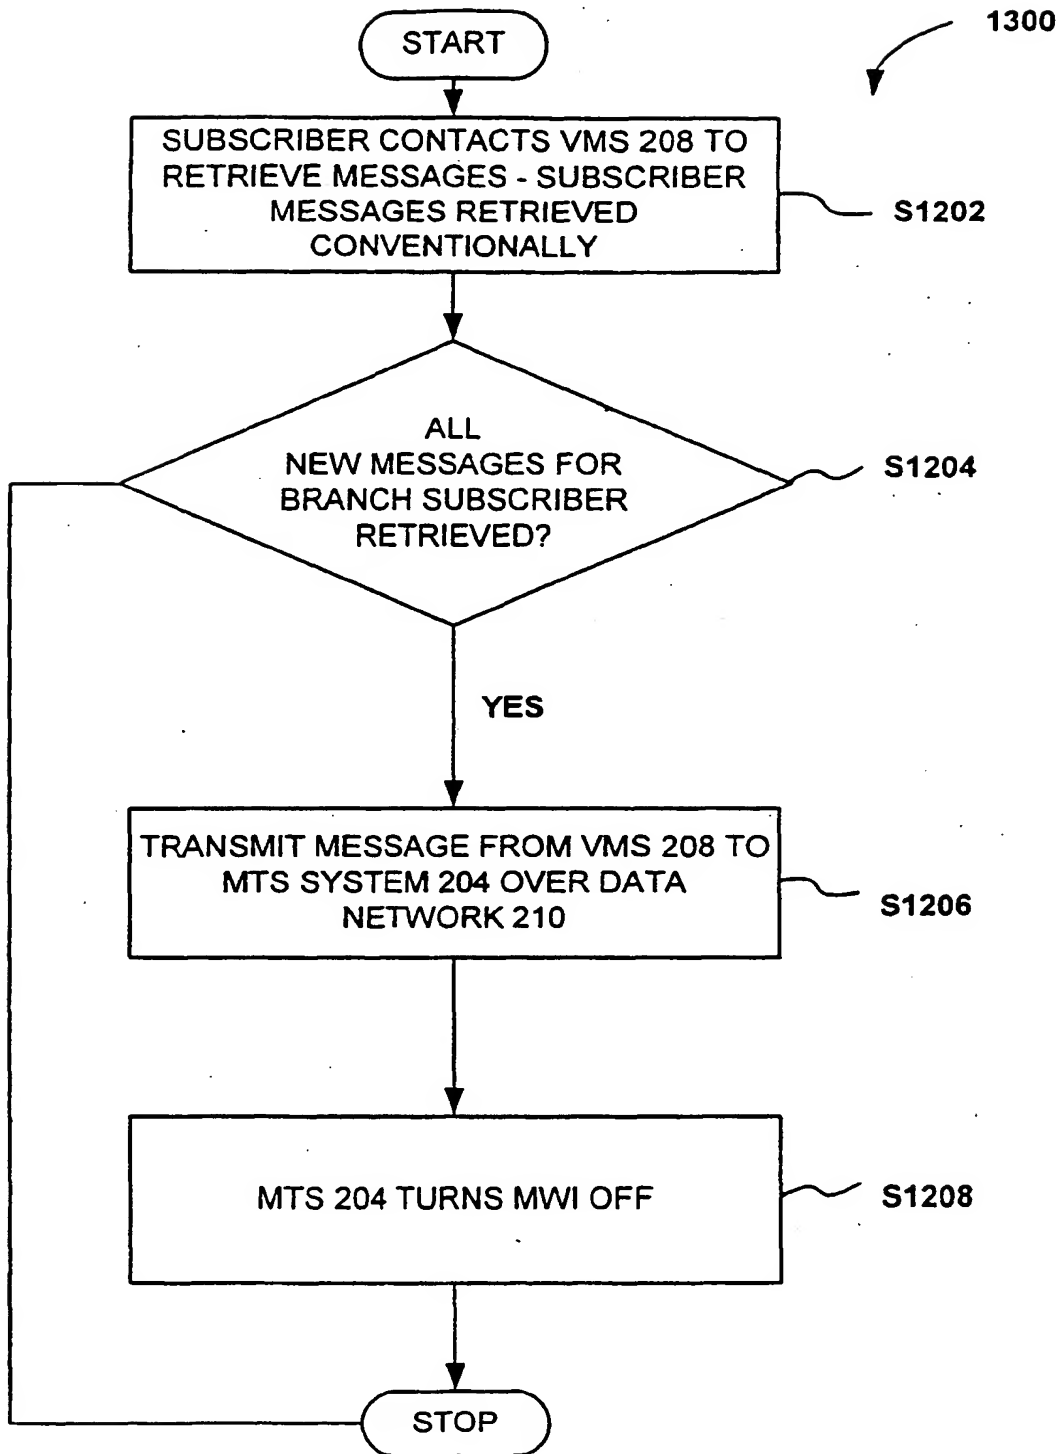 1300
START
SUBSCRIBER CONTACTS VMS 208 TO
RETRIEVE MESSAGES - SUBSCRIBER
MESSAGES RETRIEVED
CONVENTIONALLY
S1202
ALL
NEW MESSAGES FOR
BRANCH SUBSCRIBER
RETRIEVED?
S1204
YES
TRANSMIT MESSAGE FROM VMS 208 TO
MTS SYSTEM 204 OVER DATA
NETWORK 210
S1206
MTS 204 TURNS MWI OFF
S1208
STOP